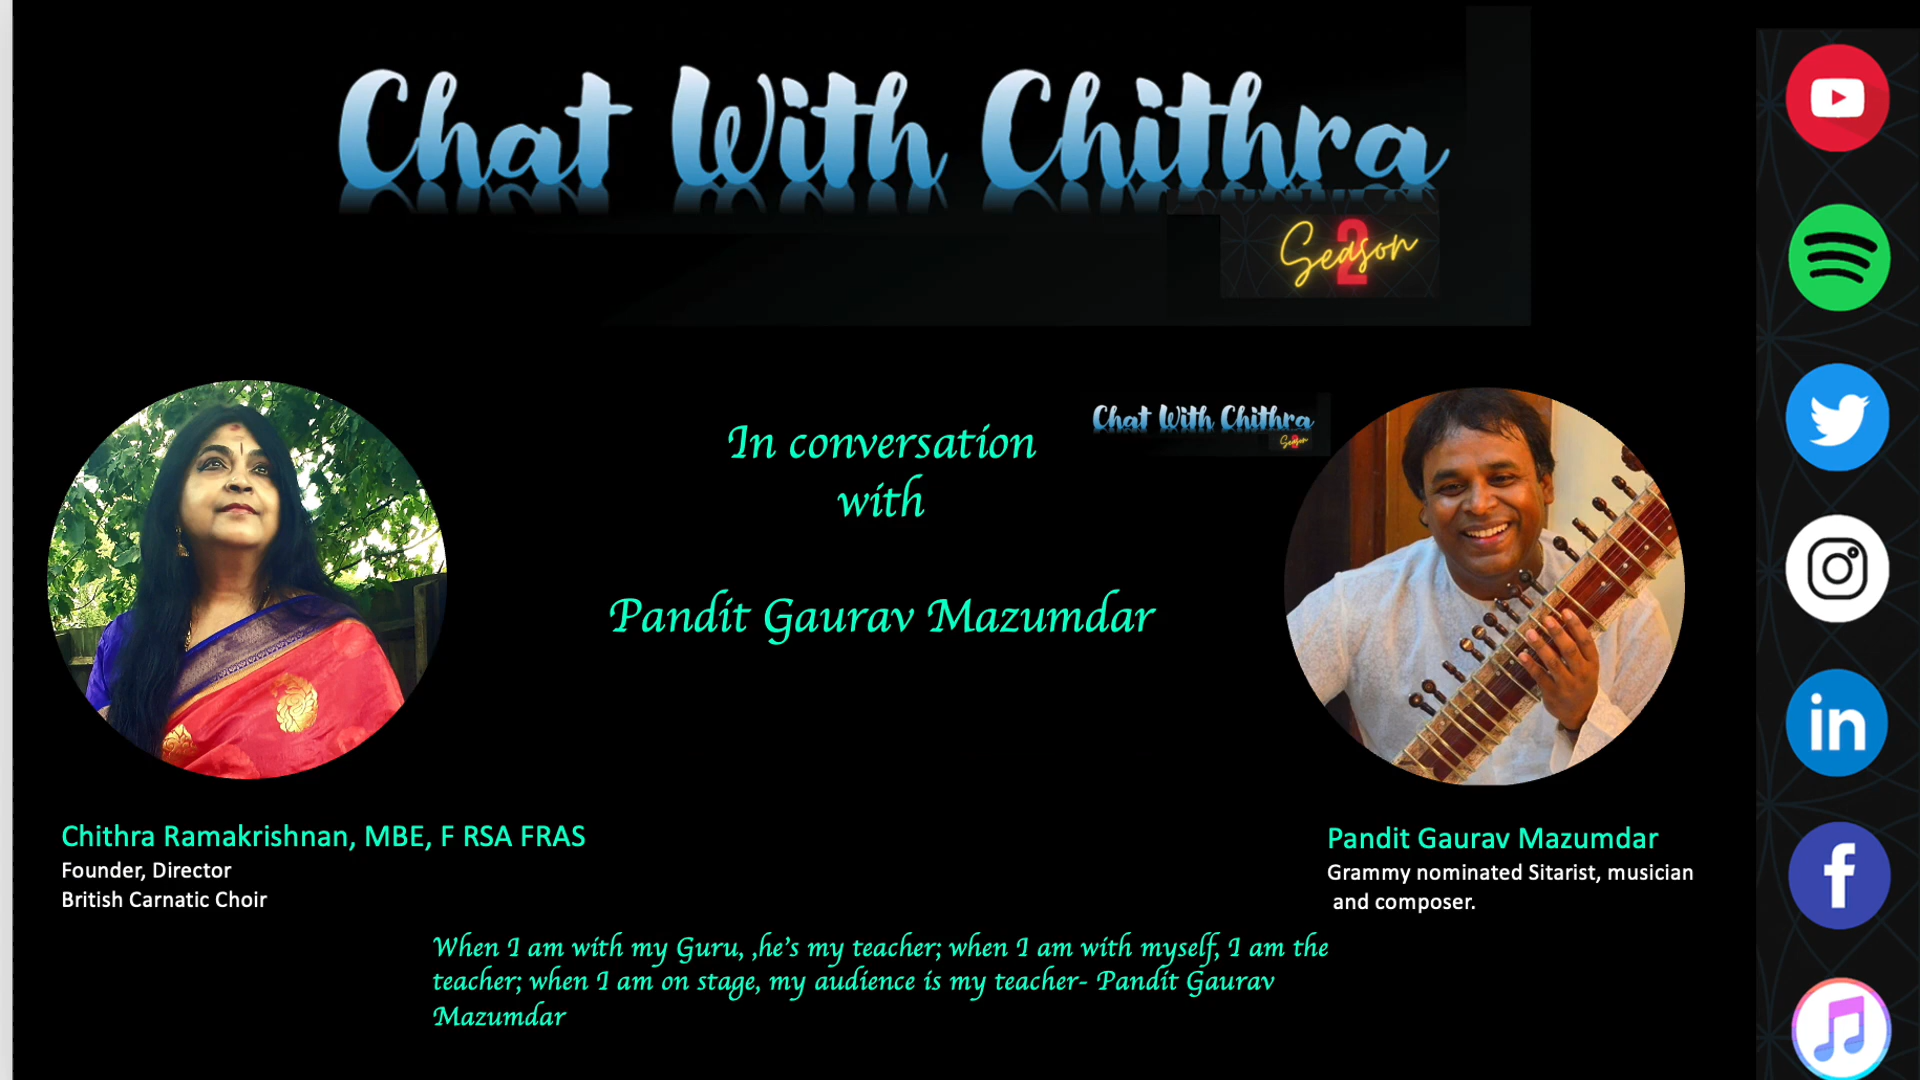 Chat With Chithra
Season 2
In conversation
with
Chat With Chithra
Season 2
Pandit Gaurav Mazumdar
in
f
Chithra Ramakrishnan, MBE, F RSA FRAS
Founder, Director
British Carnatic Choir
Pandit Gaurav Mazumdar
Grammy nominated Sitarist, musician
and composer.
When I am with my Guru, ,he's my teacher; when I am with myself, I am the
teacher; when I am on stage, my audience is my teacher- Pandit Gaurav
Mazumdar